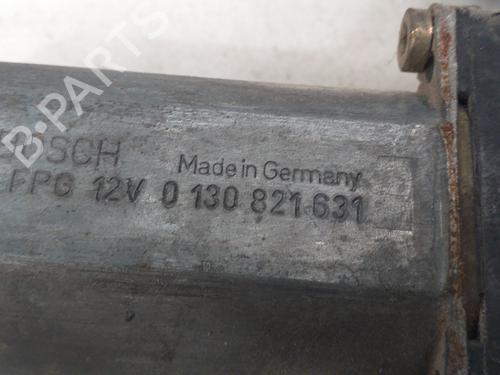 BOSCH Made in Germany
FPG 12V 0 130 821 631
B-PARTS